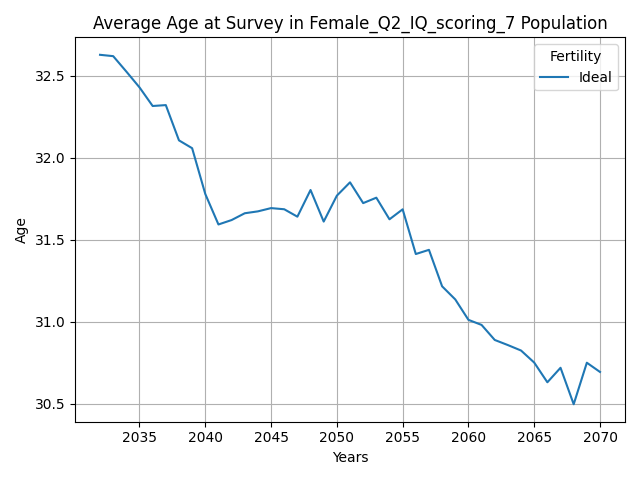 Average Age at Survey in Female_Q2_IQ_scoring_7 Population
Fertility
Ideal
32.5
32.0
31.5
31.0
30.5
Age
2035 2040 2045 2050 2055 2060 2065 2070
Years